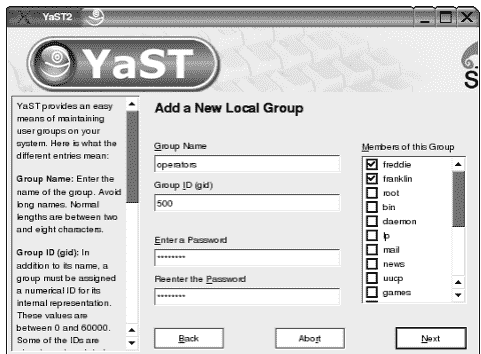 YaST2
YaST
S
YaST provides an easy
means of maintaining
user groups on your
system. Here is what the
different entries mean:
Group Name: Enter the
name of the group. Avoid
long names. Normal
lengths are between two
and eight characters.
Group ID (gid): In
addition to its name, a
group must be assigned
a numerical ID for its
internal representation.
These values are
between 0 and 60000.
Some of the IDs are
Add a New Local Group
Group Name
operators
Group ID (gid)
500
Enter a Password
********
Reenter the Password
********
Members of this Group
freddie
franklin
root
bin
daemon
lp
mail
news
uucp
games
Back
Abort
Next